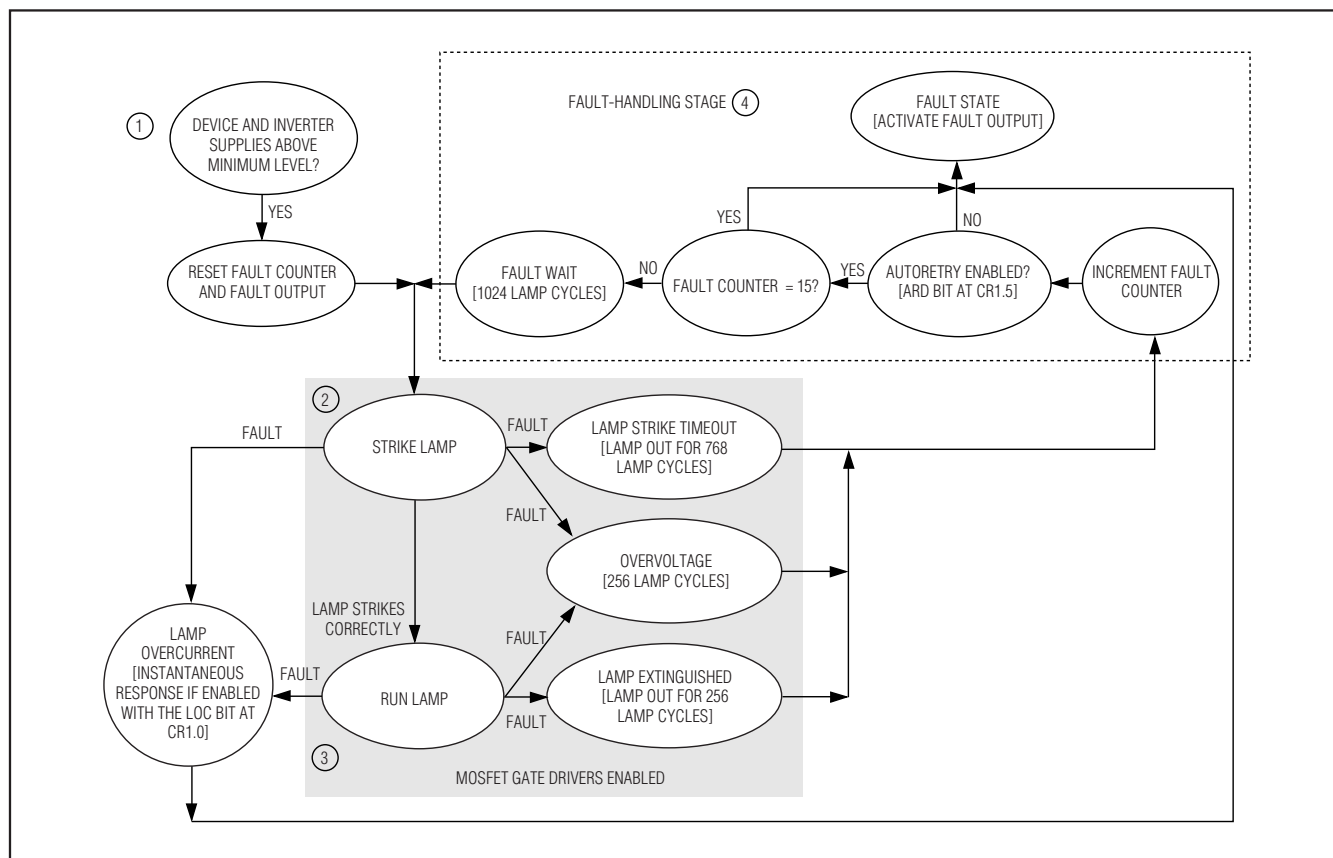 FAULT-HANDLING STAGE
4
FAULT STATE
[ACTIVATE FAULT OUTPUT]
1
DEVICE AND INVERTER
SUPPLIES ABOVE
MINIMUM LEVEL?
YES
RESET FAULT COUNTER
AND FAULT OUTPUT
FAULT WAIT
[1024 LAMP CYCLES]
NO
YES
FAULT COUNTER = 15?
YES
NO
AUTORETRY ENABLED?
[ARD BIT AT CR1.5]
INCREMENT FAULT
COUNTER
2
FAULT
STRIKE LAMP
FAULT
LAMP STRIKE TIMEOUT
[LAMP OUT FOR 768
LAMP CYCLES]
FAULT
OVERVOLTAGE
[256 LAMP CYCLES]
LAMP STRIKES
CORRECTLY
FAULT
LAMP
OVERCURRENT
[INSTANTANEOUS
RESPONSE IF ENABLED
WITH THE LOC BIT AT
CR1.0]
FAULT
RUN LAMP
FAULT
LAMP EXTINGUISHED
[LAMP OUT FOR 256
LAMP CYCLES]
3
MOSFET GATE DRIVERS ENABLED